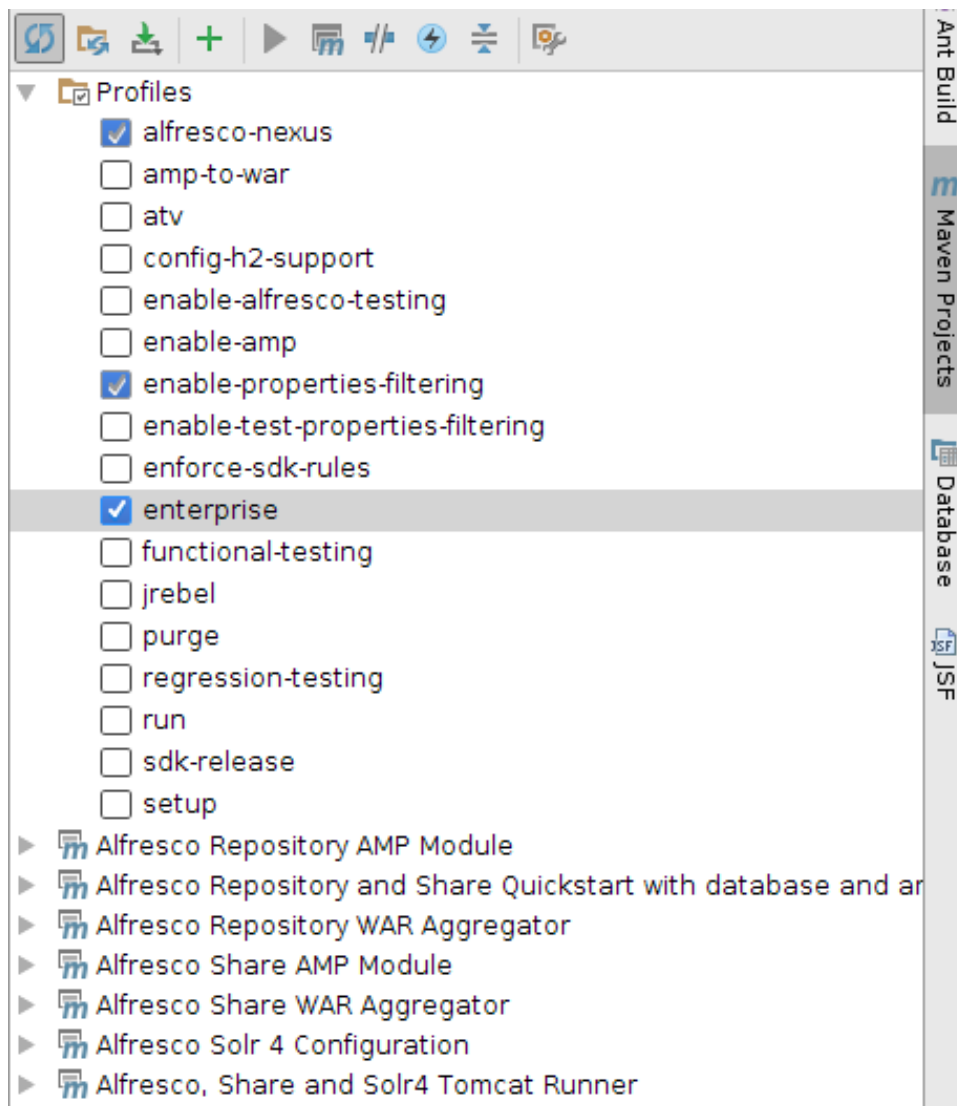 Profiles
alfresco-nexus
amp-to-war
atv
config-h2-support
enable-alfresco-testing
enable-amp
enable-properties-filtering
enable-test-properties-filtering
enforce-sdk-rules
enterprise
functional-testing
jrebel
purge
regression-testing
run
sdk-release
setup
Alfresco Repository AMP Module
Alfresco Repository and Share Quickstart with database and ar
Alfresco Repository WAR Aggregator
Alfresco Share AMP Module
Alfresco Share WAR Aggregator
Alfresco Solr 4 Configuration
Alfresco, Share and Solr4 Tomcat Runner
Ant Build
Maven Projects
Database
JSF